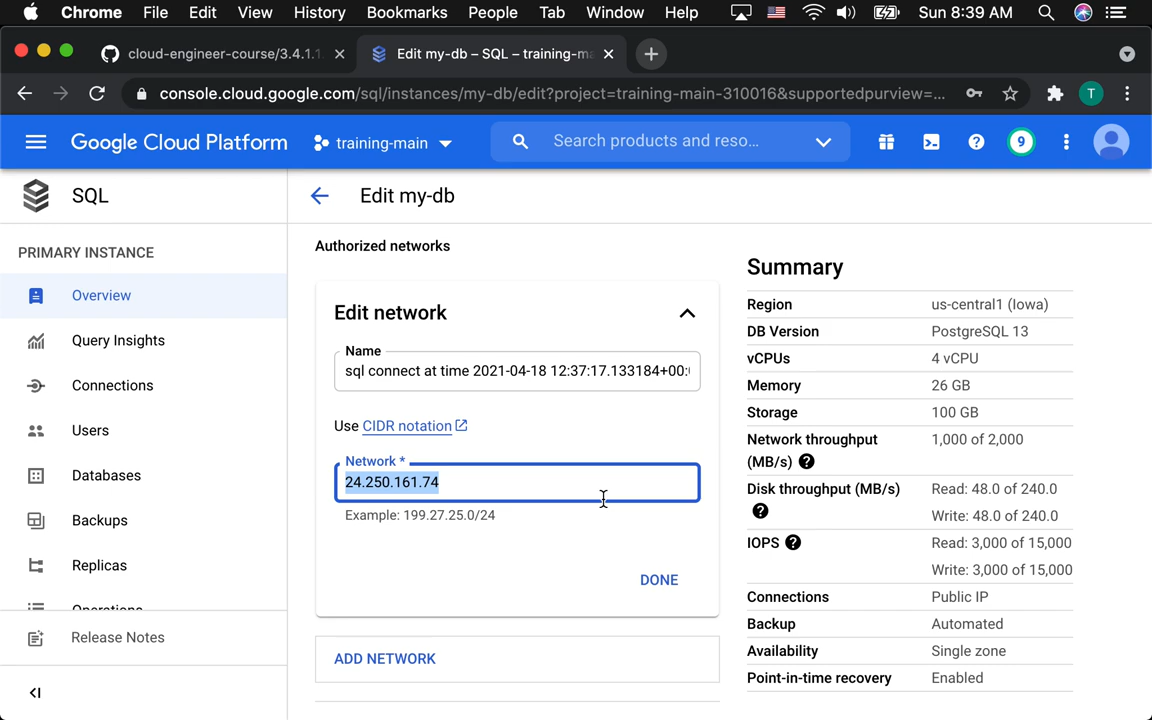 Chrome File Edit View History Bookmarks People Tab Window Help Sun 8:39 AM
cloud-engineer-course/3.4.1.1. Edit my-db – SQL – training-ma
console.cloud.google.com/sql/instances/my-db/edit?project=training-main-310016&supportedpurview=... T
Google Cloud Platform training-main Search products and reso... 9
SQL
Edit my-db
PRIMARY INSTANCE
Overview
Query Insights
Connections
Users
Databases
Backups
Replicas
Operations
Release Notes
Authorized networks
Edit network
Name
sql connect at time 2021-04-18 12:37:17.133184+00:
Use CIDR notation
Network *
24.250.161.74
Example: 199.27.25.0/24
DONE
ADD NETWORK
Summary
Region us-central1 (Iowa)
DB Version PostgreSQL 13
vCPUs 4 vCPU
Memory 26 GB
Storage 100 GB
Network throughput (MB/s) 1,000 of 2,000
Disk throughput (MB/s) Read: 48.0 of 240.0
Write: 48.0 of 240.0
IOPS Read: 3,000 of 15,000
Write: 3,000 of 15,000
Connections Public IP
Backup Automated
Availability Single zone
Point-in-time recovery Enabled